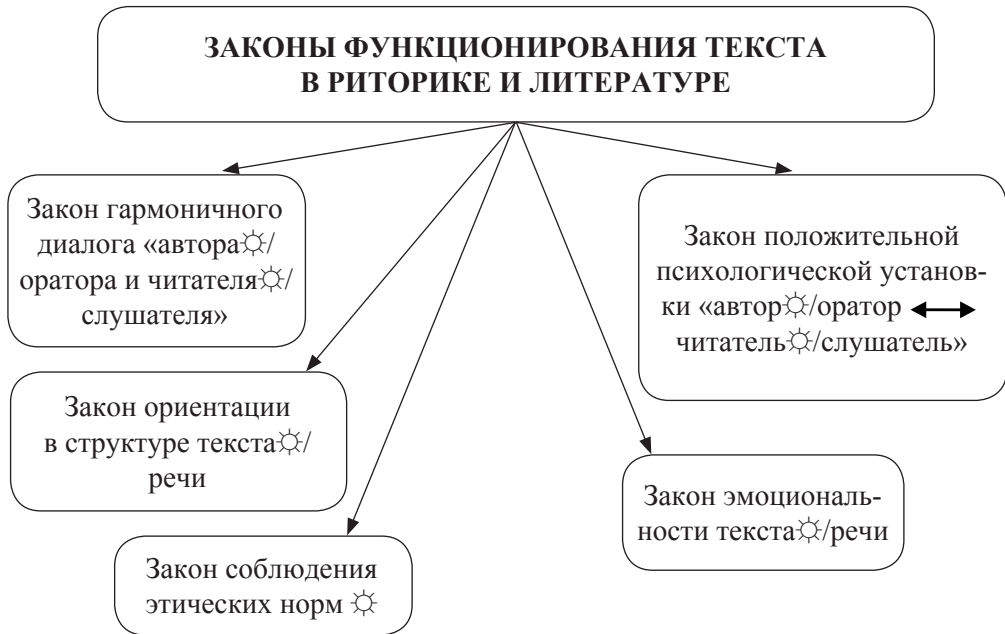 ЗАКОНЫ ФУНКЦИОНИРОВАНИЯ ТЕКСТА
В РИТОРИКЕ И ЛИТЕРАТУРЕ
Закон гармоничного
диалога «автора☼/
оратора и читателя☼/
слушателя»
Закон положительной
психологической установ-
ки «автор☼/оратор ⟷
читатель☼/слушатель»
Закон ориентации
в структуре текста☼/
речи
Закон эмоциональ-
ности текста☼/речи
Закон соблюдения
этических норм ☼